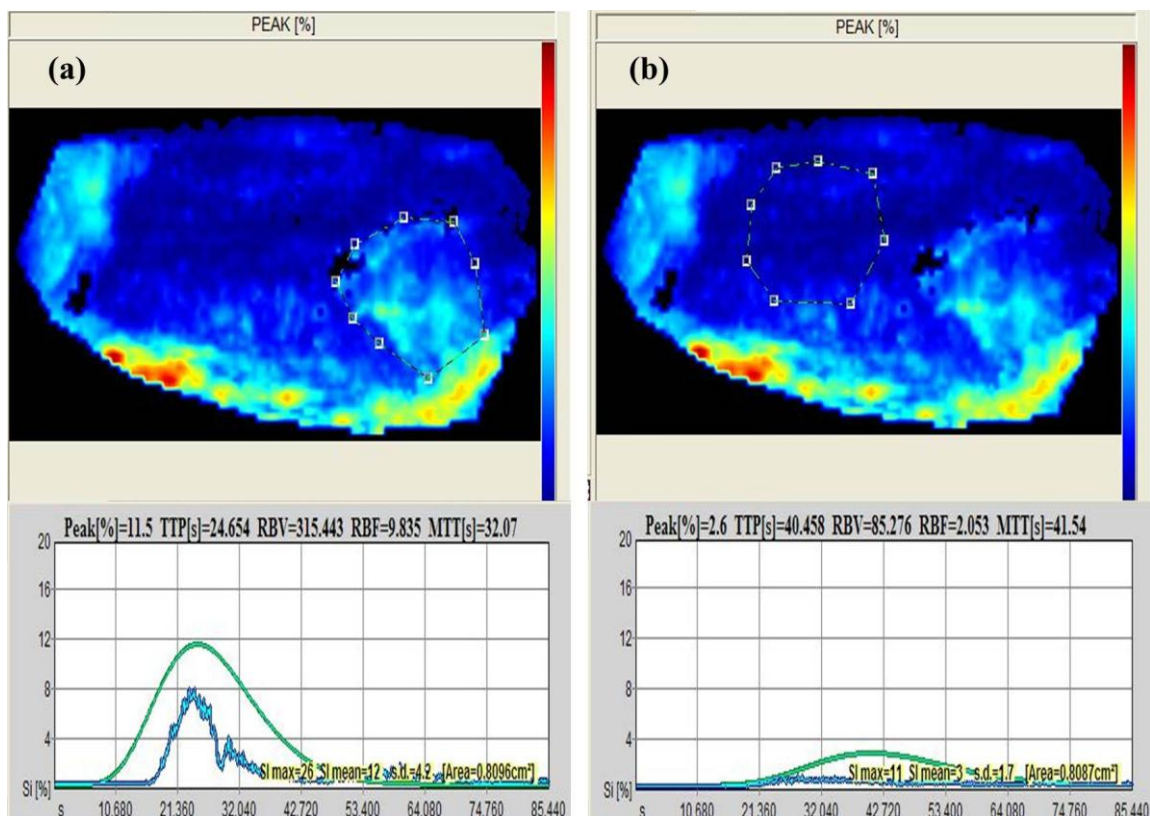 PEAK [%]
(a)
Peak[%]=11.5 TTP[s]=24.654 RBV=315.443 RBF=9.835 MTT[s]=32.07
20
16
12
8
4
SI max=26 SI mean=12 s.d.=4.2 [Area=0.8096cm²]
Si [%]
s 10.680 21.360 32.040 42.720 53.400 64.080 74.760 85.440
PEAK [%]
(b)
Peak[%]=2.6 TTP[s]=40.458 RBV=85.276 RBF=2.053 MTT[s]=41.54
20
16
12
8
4
SI max=11 SI mean=3 s.d.=1.7 [Area=0.8087cm²]
Si [%]
s 10.680 21.360 32.040 42.720 53.400 64.080 74.760 85.440